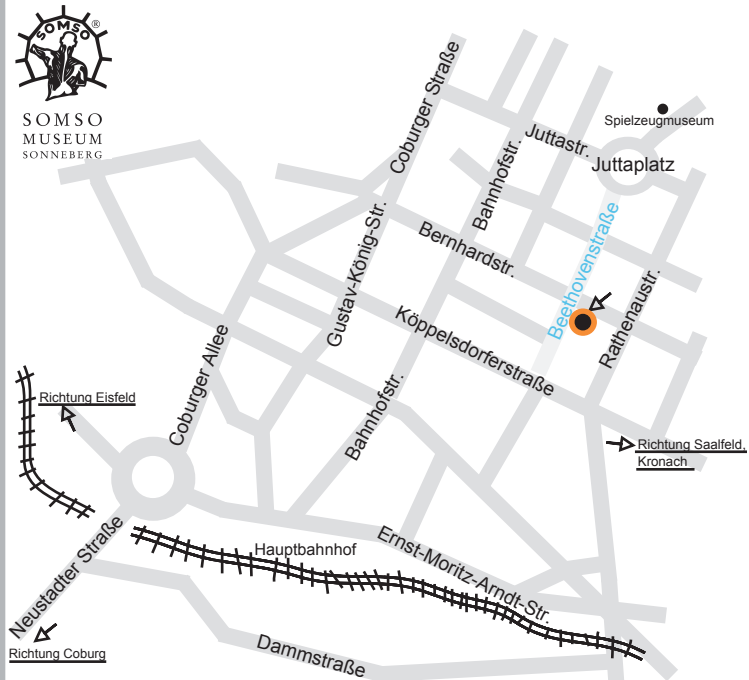 SOMSO®
SOMSO
MUSEUM
SONNEBERG
Coburger Straße
Spielzeugmuseum
Juttastr.
Juttaplatz
Bahnhofstr.
Bernhardstr.
Beethovenstraße
Gustav-König-Str.
Rathenaustr.
Köppelsdorferstraße
Coburger Allee
Bahnhofstr.
Richtung Eisfeld
Richtung Saalfeld,
Kronach
Neustadter Straße
Hauptbahnhof
Ernst-Moritz-Arndt-Str.
Richtung Coburg
Dammstraße